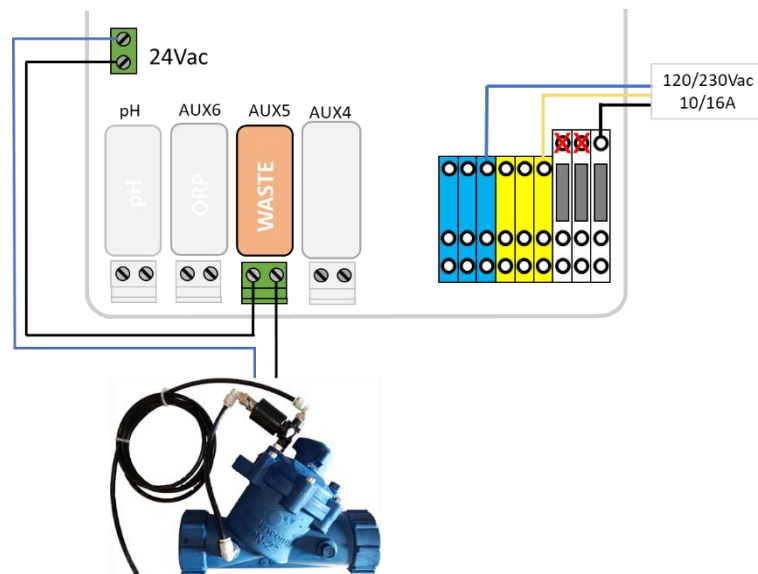 24Vac
pH AUX6 AUX5 AUX4
pH
ORP
WASTE
120/230Vac
10/16A